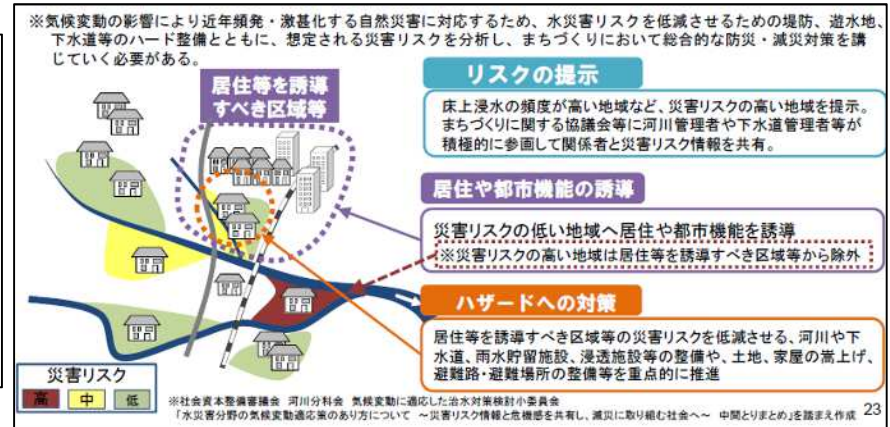 ※気候変動の影響により近年頻発・激甚化する自然災害に対応するため、水災害リスクを低減させるための堤防、遊水地、
下水道等のハード整備とともに、想定される災害リスクを分析し、まちづくりにおいて総合的な防災・減災対策を講
じていく必要がある。
居住等を誘導
すべき区域等
リスクの提示
床上浸水の頻度が高い地域など、災害リスクの高い地域を提示。
まちづくりに関する協議会等に河川管理者や下水道管理者等が
積極的に参画して関係者と災害リスク情報を共有。
居住や都市機能の誘導
災害リスクの低い地域へ居住や都市機能を誘導
※災害リスクの高い地域は居住等を誘導すべき区域等から除外
ハザードへの対策
居住等を誘導すべき区域等の災害リスクを低減させる、河川や下
水道、雨水貯留施設、浸透施設等の整備や、土地、家屋の嵩上げ、
避難路・避難場所の整備等を重点的に推進
災害リスク
高 中 低
※社会資本整備審議会 河川分科会 気候変動に適応した治水対策検討小委員会
「水災害分野の気候変動適応策のあり方について ~災害リスク情報と危機感を共有し、減災に取り組む社会へ~ 中間とりまとめ」を踏まえ作成
23